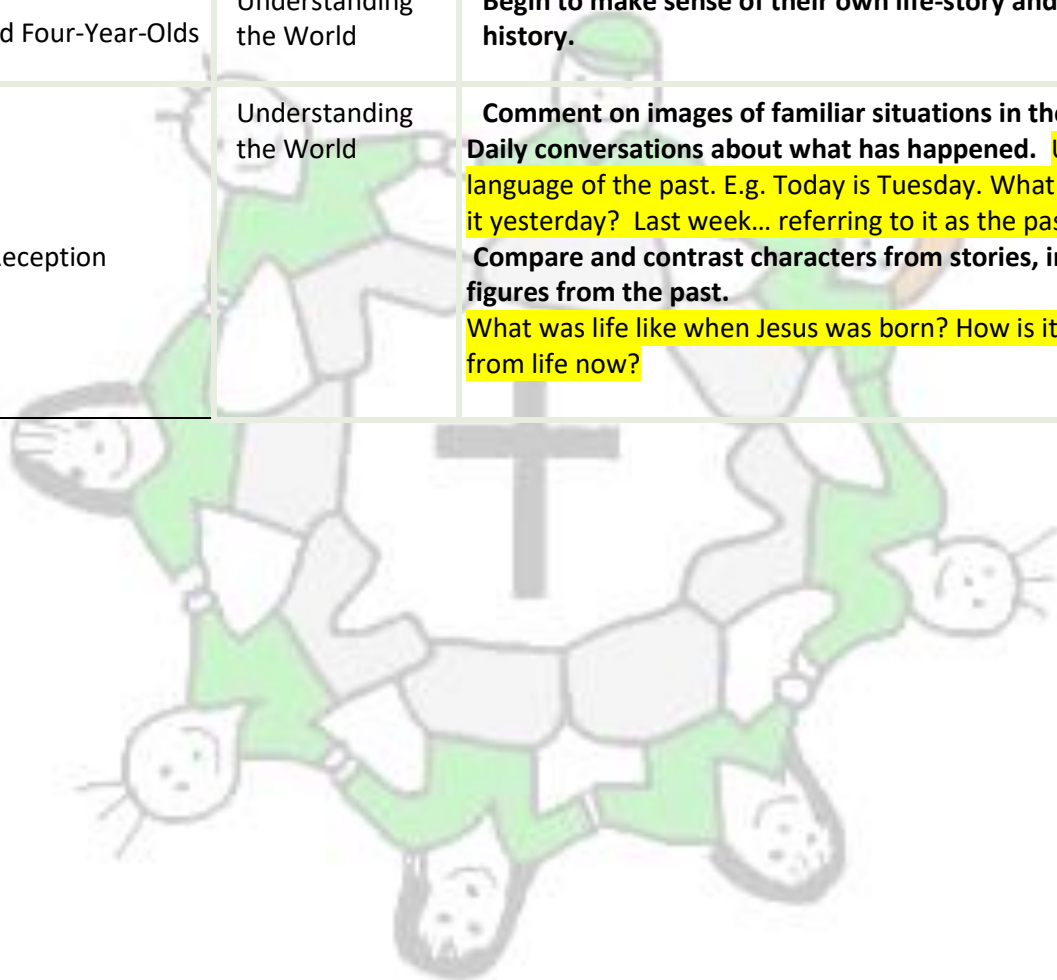 Understanding Begin to make sense of their own life-story and
d Four-Year-Olds the World history.
Understanding Comment on images of familiar situations in the
the World Daily conversations about what has happened.
language of the past. E.g. Today is Tuesday. What
it yesterday? Last week… referring to it as the pas
eception Compare and contrast characters from stories, in
figures from the past.
What was life like when Jesus was born? How is it
from life now?